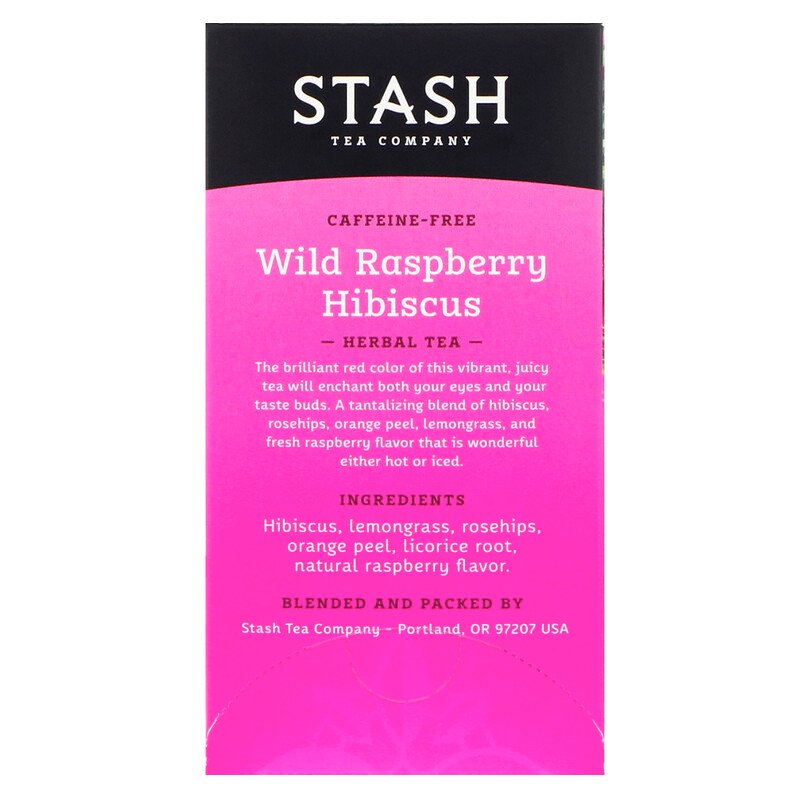 STASH
TEA COMPANY
CAFFEINE-FREE
Wild Raspberry
Hibiscus
— HERBAL TEA —
The brilliant red color of this vibrant, juicy
tea will enchant both your eyes and your
taste buds. A tantalizing blend of hibiscus,
rosehips, orange peel, lemongrass, and
fresh raspberry flavor that is wonderful
either hot or iced.
INGREDIENTS
Hibiscus, lemongrass, rosehips,
orange peel, licorice root,
natural raspberry flavor.
BLENDED AND PACKED BY
Stash Tea Company - Portland, OR 97207 USA